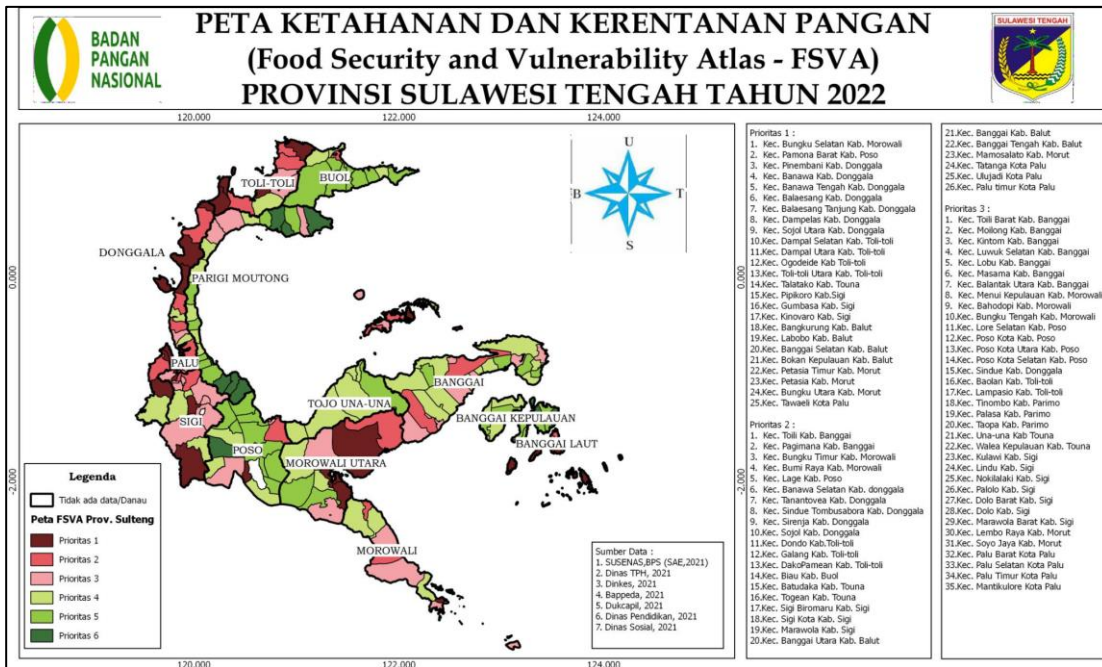 BADAN
PANGAN
NASIONAL
PETA KETAHANAN DAN KERENTANAN PANGAN
(Food Security and Vulnerability Atlas - FSVA)
PROVINSI SULAWESI TENGAH TAHUN 2022
SULAWESI TENGAH
120.000
122.000
124.000
0,000
-2,000
TOLI-TOLI
BUOL
DONGGALA
PARIGI MOUTONG
PALU
SIGI
POSO
TOJO UNA-UNA
BANGGAI
BANGGAI KEPULAUAN
BANGGAI LAUT
MOROWALI UTARA
MOROWALI
U
B
T
S
0,000
-2,000
120.000
122.000
124.000
Legenda
Tidak ada data/Danau
Peta FSVA Prov. Sulteng
Prioritas 1
Prioritas 2
Prioritas 3
Prioritas 4
Prioritas 5
Prioritas 6
Sumber Data :
1. SUSENAS,BPS (SAE,2021)
2. Dinas TPH, 2021
3. Dinkes, 2021
4. Bappeda, 2021
5. Dukcapil, 2021
6. Dinas Pendidikan, 2021
7. Dinas Sosial, 2021
Prioritas 1 :
1. Kec. Bungku Selatan Kab. Morowali
2. Kec. Pamona Barat Kab. Poso
3. Kec. Pinembani Kab. Donggala
4. Kec. Banawa Kab. Donggala
5. Kec. Banawa Tengah Kab. Donggala
6. Kec. Balaesang Kab. Donggala
7. Kec. Balaesang Tanjung Kab. Donggala
8. Kec. Dampelas Kab. Donggala
9. Kec. Sojol Utara Kab. Donggala
10.Kec. Dampal Selatan Kab. Toli-toli
11.Kec. Dampal Utara Kab. Toli-toli
12.Kec. Ogodeide Kab Toli-toli
13.Kec. Toli-toli Utara Kab. Toli-toli
14.Kec. Talatako Kab. Touna
15.Kec. Pipikoro Kab.Sigi
16.Kec. Gumbasa Kab. Sigi
17.Kec. Kinovaro Kab. Sigi
18.Kec. Bangkurung Kab. Balut
19.Kec. Labobo Kab. Balut
20.Kec. Banggai Selatan Kab. Balut
21.Kec. Bokan Kepulauan Kab. Balut
22.Kec. Petasia Timur Kab. Morut
23.Kec. Petasia Kab. Morut
24.Kec. Bungku Utara Kab. Morut
25.Kec. Tawaeli Kota Palu
Prioritas 2 :
1. Kec. Toili Kab. Banggai
2. Kec. Pagimana Kab. Banggai
3. Kec. Bungku Timur Kab. Morowali
4. Kec. Bumi Raya Kab. Morowali
5. Kec. Lage Kab. Poso
6. Kec. Banawa Selatan Kab. donggala
7. Kec. Tanantovea Kab. Donggala
8. Kec. Sindue Tombusabora Kab. Donggala
9. Kec. Sirenja Kab. Donggala
10.Kec. Sojol Kab. Donggala
11.Kec. Dondo Kab.Toli-toli
12.Kec. Galang Kab. Toli-toli
13.Kec. DakoPamean Kab. Toli-toli
14.Kec. Biau Kab. Buol
15.Kec. Batudaka Kab. Touna
16.Kec. Togean Kab. Touna
17.Kec. Sigi Biromaru Kab. Sigi
18.Kec. Sigi Kota Kab. Sigi
19.Kec. Marawola Kab. Sigi
20.Kec. Banggai Utara Kab. Balut
21.Kec. Banggai Kab. Balut
22.Kec. Banggai Tengah Kab. Balut
23.Kec. Mamosalato Kab. Morut
24.Kec. Tatanga Kota Palu
25.Kec. Ulujadi Kota Palu
26.Kec. Palu timur Kota Palu
Prioritas 3 :
1. Kec. Toili Barat Kab. Banggai
2. Kec. Moilong Kab. Banggai
3. Kec. Kintom Kab. Banggai
4. Kec. Luwuk Selatan Kab. Banggai
5. Kec. Lobu Kab. Banggai
6. Kec. Masama Kab. Banggai
7. Kec. Balantak Utara Kab. Banggai
8. Kec. Menui Kepulauan Kab. Morowali
9. Kec. Bahodopi Kab. Morowali
10.Kec. Bungku Tengah Kab. Morowali
11.Kec. Lore Selatan Kab. Poso
12.Kec. Poso Kota Kab. Poso
13.Kec. Poso Kota Utara Kab. Poso
14.Kec. Poso Kota Selatan Kab. Poso
15.Kec. Sindue Kab. Donggala
16.Kec. Baolan Kab. Toli-toli
17.Kec. Lampasio Kab. Toli-toli
18.Kec. Tinombo Kab. Parimo
19.Kec. Palasa Kab. Parimo
20.Kec. Taopa Kab. Parimo
21.Kec. Una-una Kab Touna
22.Kec. Walea Kepulauan Kab. Touna
23.Kec. Kulawi Kab. Sigi
24.Kec. Lindu Kab. Sigi
25.Kec. Nokilalaki Kab. Sigi
26.Kec. Palolo Kab. Sigi
27.Kec. Dolo Barat Kab. Sigi
28.Kec. Dolo Kab. Sigi
29.Kec. Marawola Barat Kab. Sigi
30.Kec. Lembo Raya Kab. Morut
31.Kec. Soyo Jaya Kab. Morut
32.Kec. Palu Barat Kota Palu
33.Kec. Palu Selatan Kota Palu
34.Kec. Palu Timur Kota Palu
35.Kec. Mantikulore Kota Palu